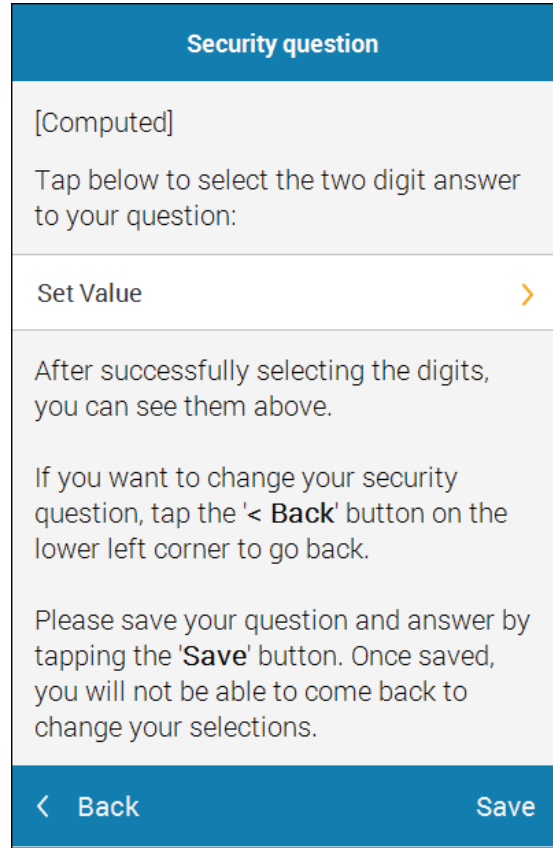 Security question
[Computed]
Tap below to select the two digit answer
to your question:
Set Value
After successfully selecting the digits,
you can see them above.
If you want to change your security
question, tap the '< Back' button on the
lower left corner to go back.
Please save your question and answer by
tapping the 'Save' button. Once saved,
you will not be able to come back to
change your selections.
< Back Save